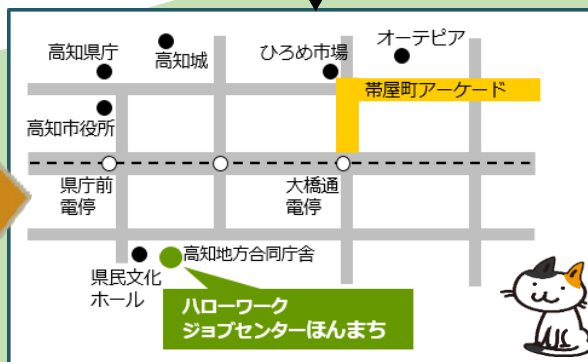 高知県庁
高知城
ひろめ市場
オーテピア
帯屋町アーケード
高知市役所
県庁前
電停
大橋通
電停
高知地方合同庁舎
県民文化
ホール
ハローワーク
ジョブセンターほんまち